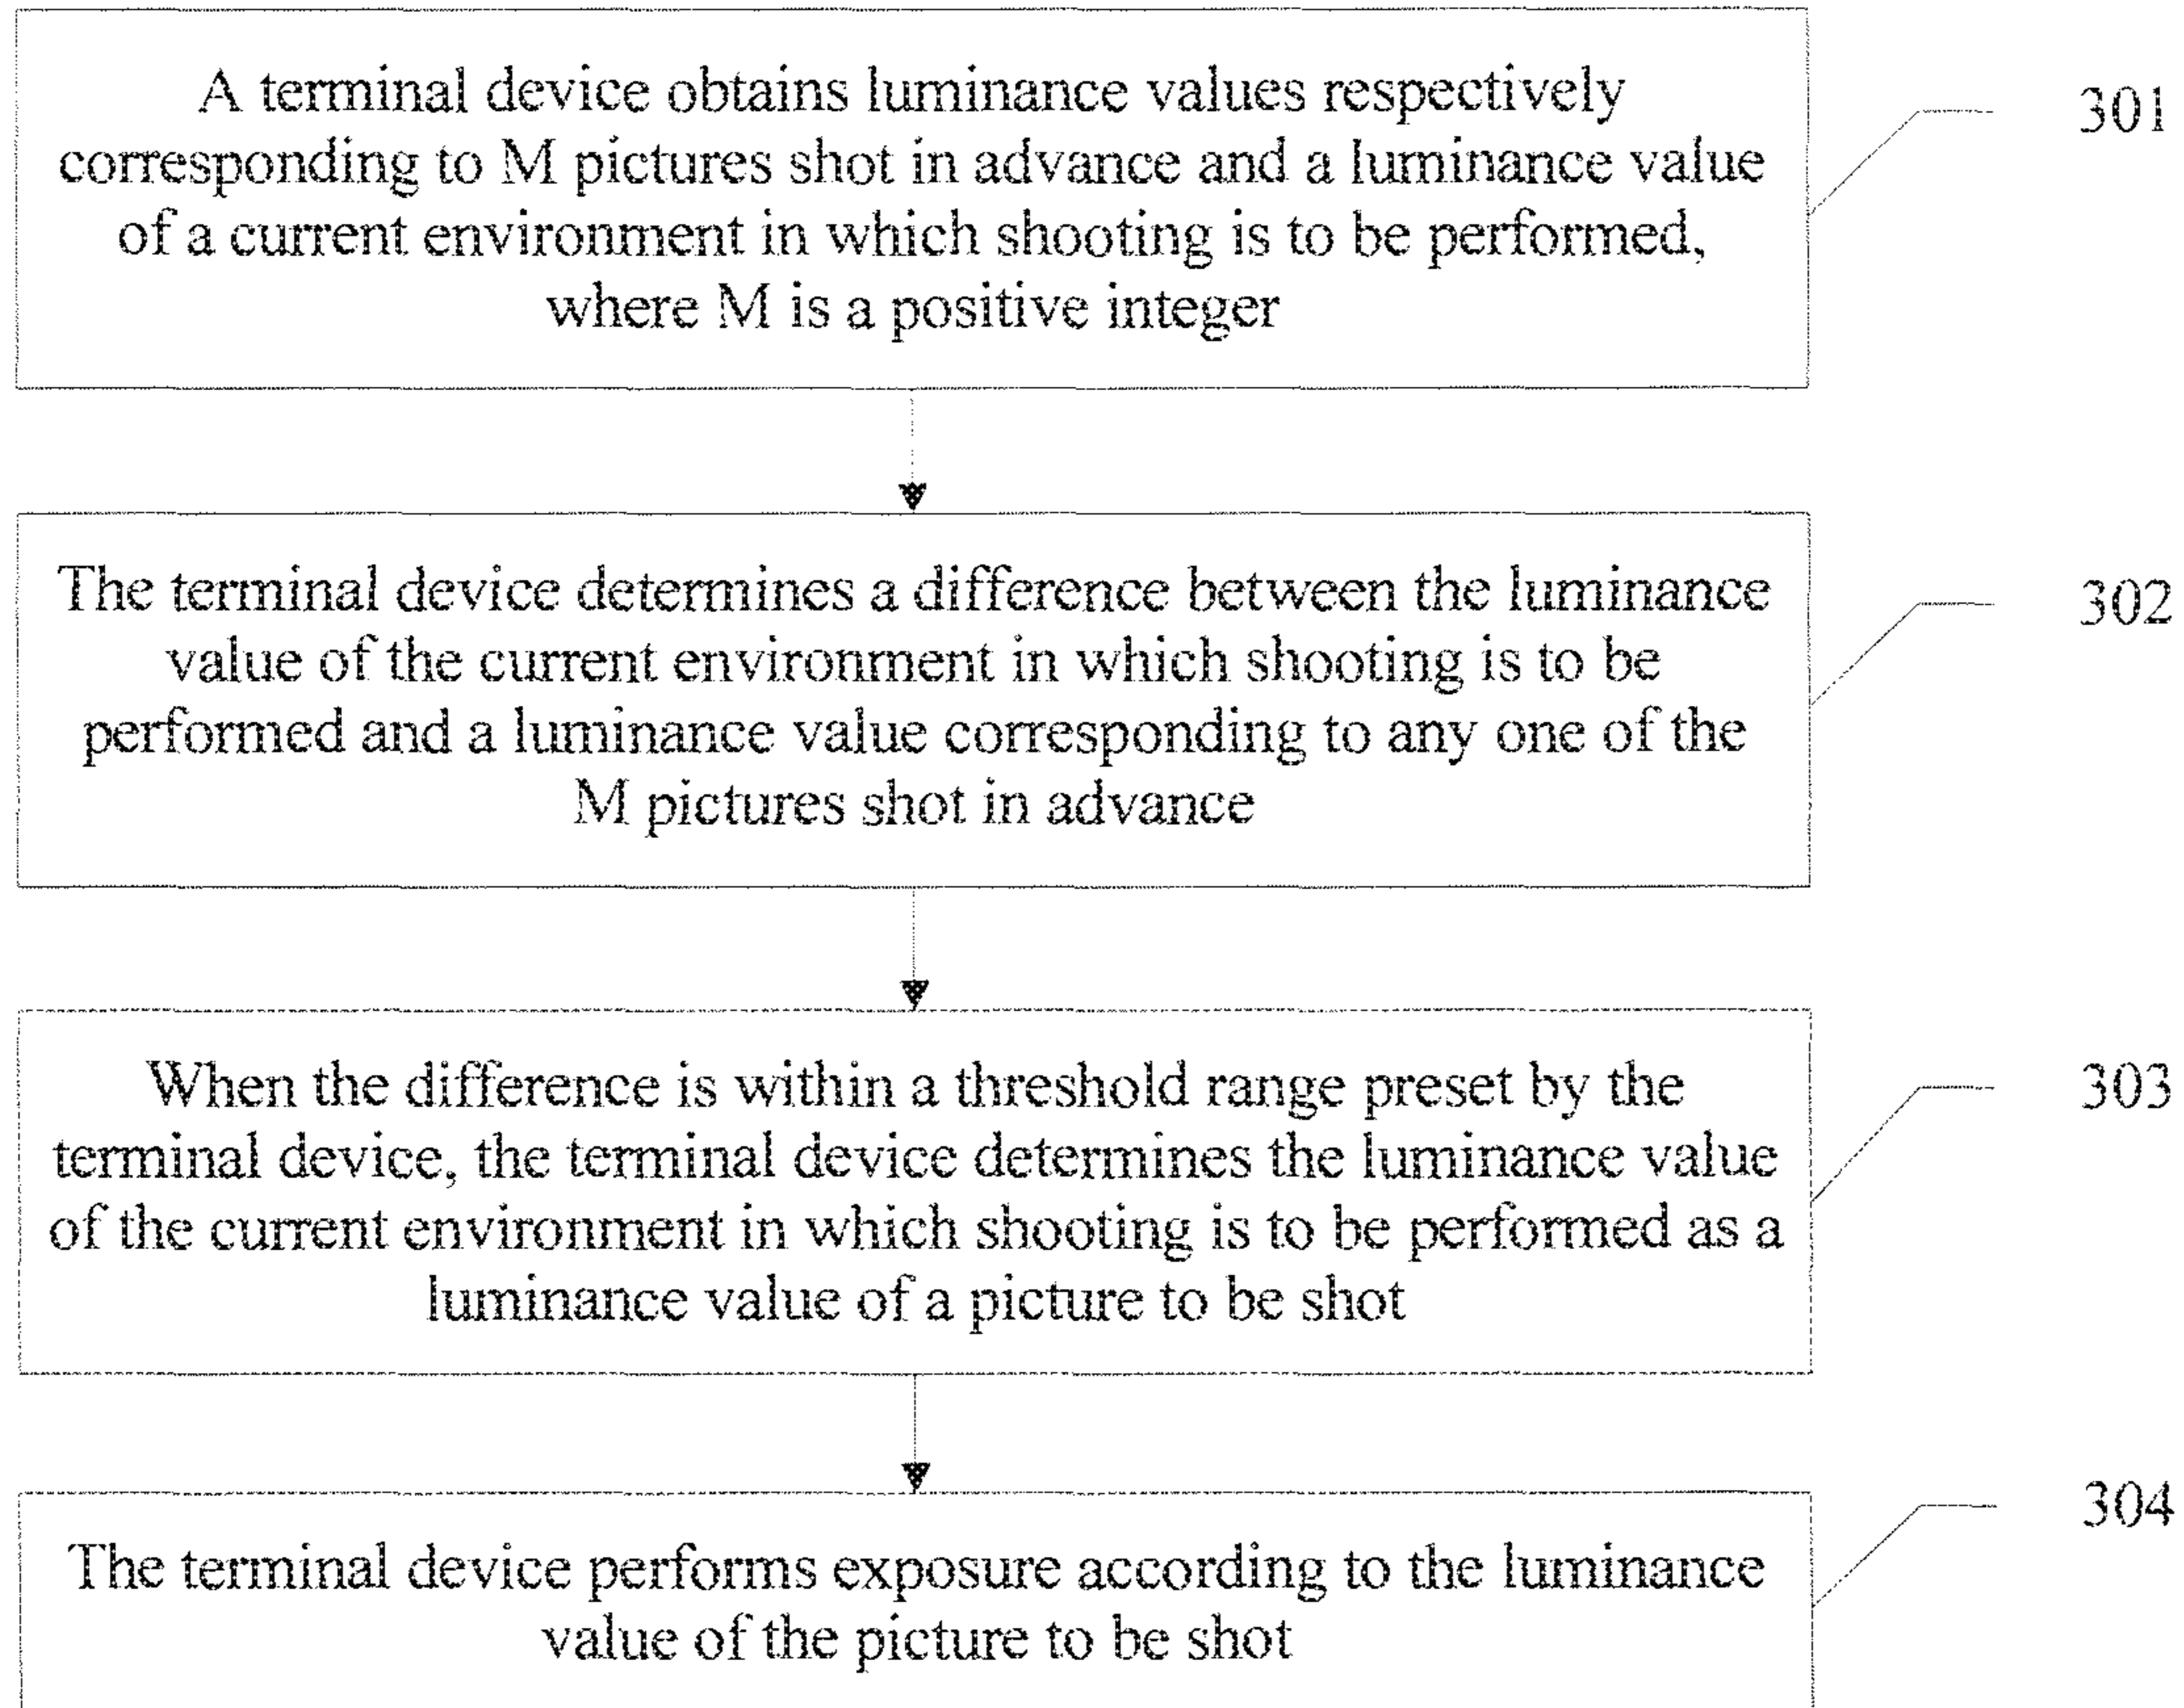 A terminal device obtains luminance values respectively
corresponding to M pictures shot in advance and a luminance value
of a current environment in which shooting is to be performed,
where M is a positive integer
301
The terminal device determines a difference between the luminance
value of the current environment in which shooting is to be
performed and a luminance value corresponding to any one of the
M pictures shot in advance
302
When the difference is within a threshold range preset by the
terminal device, the terminal device determines the luminance value
of the current environment in which shooting is to be performed as a
luminance value of a picture to be shot
303
The terminal device performs exposure according to the luminance
value of the picture to be shot
304